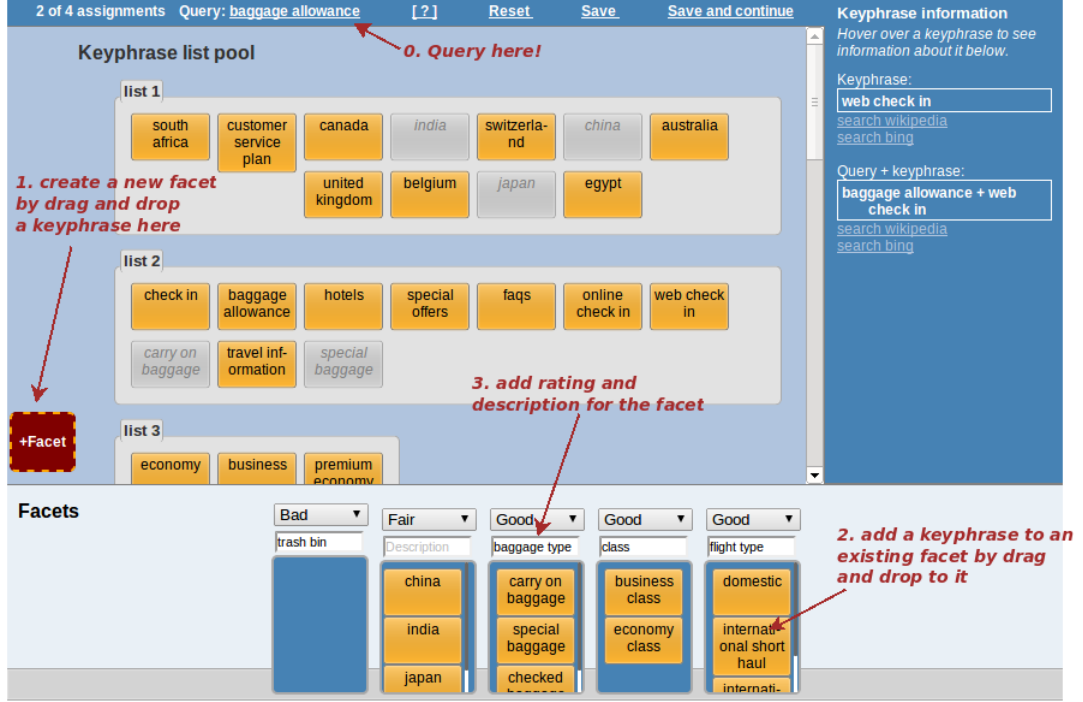 2 of 4 assignments Query: baggage allowance [ ? ] Reset Save Save and continue
0. Query here!
Keyphrase list pool
list 1
south africa
customer service plan
canada
india
switzerla-nd
china
australia
united kingdom
belgium
japan
egypt
1. create a new facet
by drag and drop
a keyphrase here
list 2
check in
baggage allowance
hotels
special offers
faqs
online check in
web check in
carry on baggage
travel inf-ormation
special baggage
3. add rating and
description for the facet
+Facet
list 3
economy
business
premium economy
Keyphrase information
Hover over a keyphrase to see
information about it below.
Keyphrase:
web check in
search wikipedia
search bing
Query + keyphrase:
baggage allowance + web
check in
search wikipedia
search bing
Facets
Bad
trash bin
Fair
Description
china
india
japan
Good
baggage type
carry on baggage
special baggage
checked baggage
Good
class
business class
economy class
Good
flight type
domestic
internati-onal short haul
internati-
2. add a keyphrase to an
existing facet by drag
and drop to it